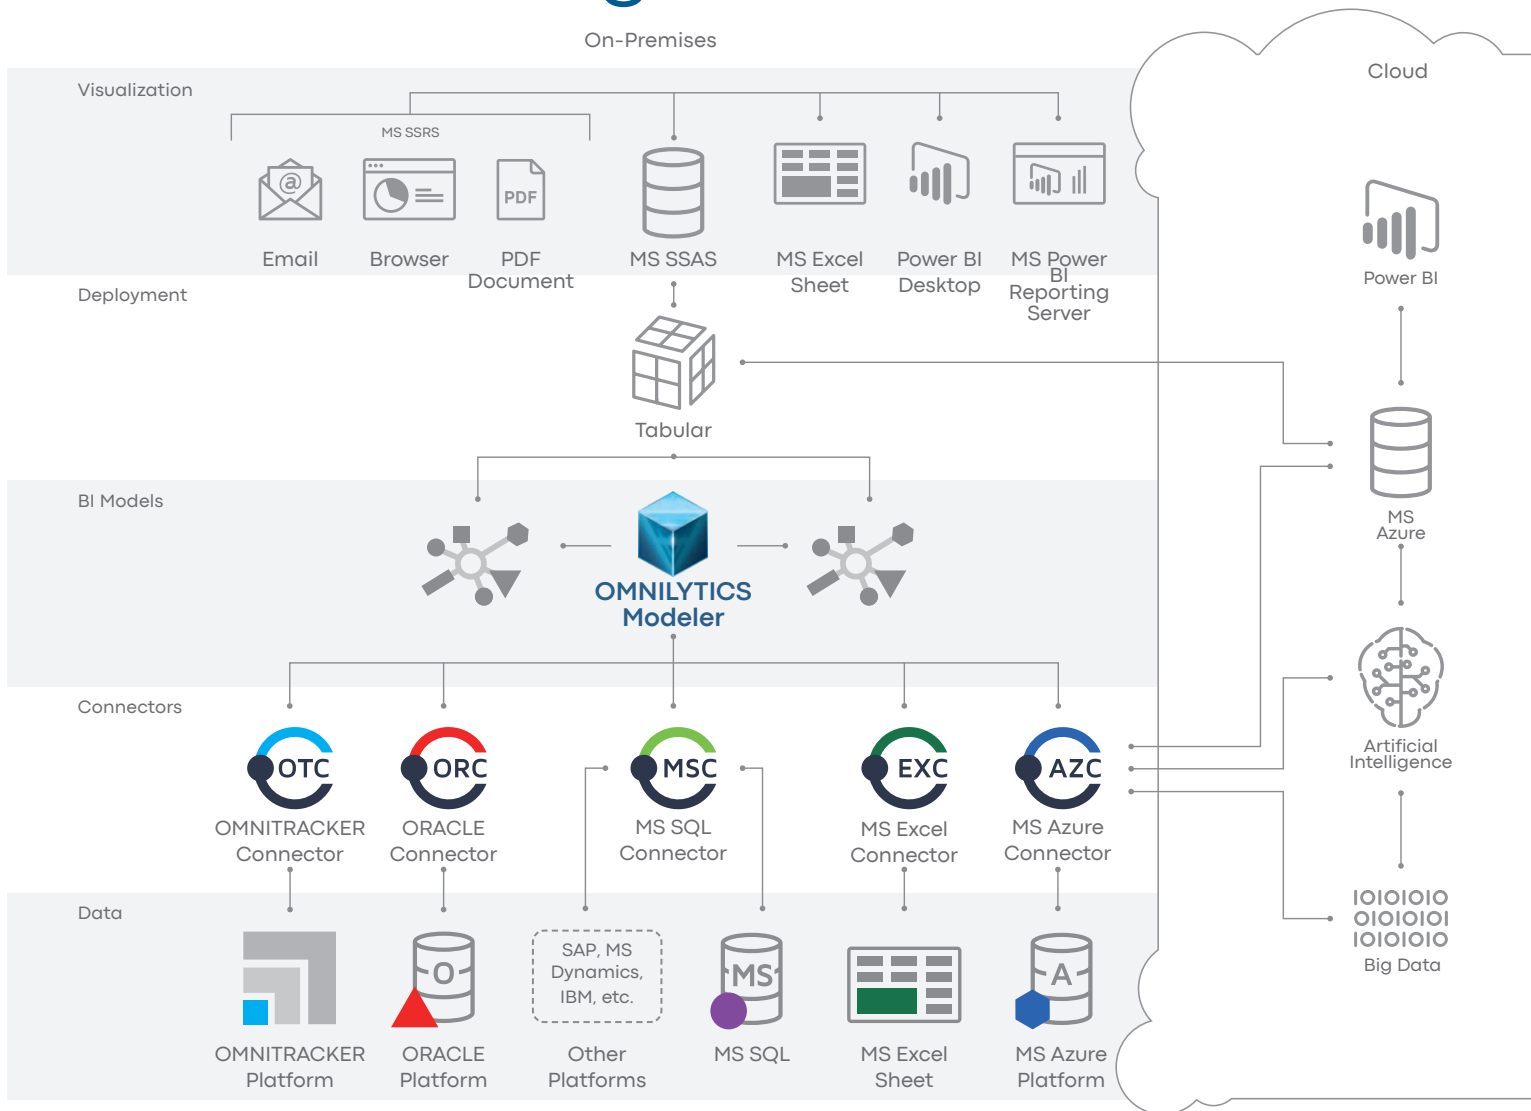 On-Premises
Cloud
Visualization
MS SSRS
@
PDF
Email
Browser
PDF
Document
MS SSAS
MS Excel
Sheet
Power BI
Desktop
MS Power
BI
Reporting
Server
Power BI
Deployment
Tabular
MS
Azure
BI Models
OMNILYTICS
Modeler
Connectors
OTC
ORC
MSC
EXC
AZC
OMNITRACKER
Connector
ORACLE
Connector
MS SQL
Connector
MS Excel
Connector
MS Azure
Connector
Artificial
Intelligence
Data
O
SAP, MS
Dynamics,
IBM, etc.
MS
A
IOIOIOIO
OIOIOIOI
IOIOIOIO
Big Data
OMNITRACKER
Platform
ORACLE
Platform
Other
Platforms
MS SQL
MS Excel
Sheet
MS Azure
Platform